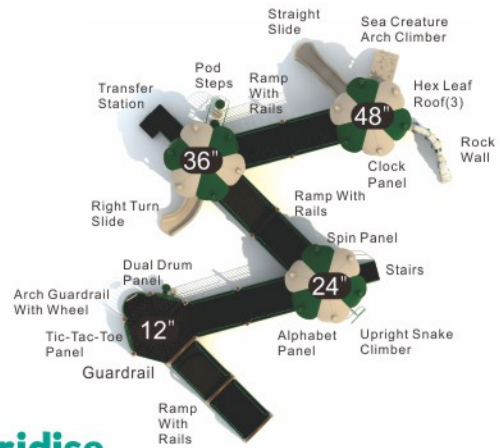 Straight
Slide
Sea Creature
Arch Climber
Pod
Steps
Ramp
With
Rails
Transfer
Station
Hex Leaf
Roof(3)
48"
Rock
Wall
36"
Clock
Panel
Right Turn
Slide
Ramp With
Rails
Spin Panel
Dual Drum
Panel
Stairs
24"
Arch Guardrail
With Wheel
12"
Tic-Tac-Toe
Panel
Alphabet
Panel
Upright Snake
Climber
Guardrail
Ramp
With
Rails